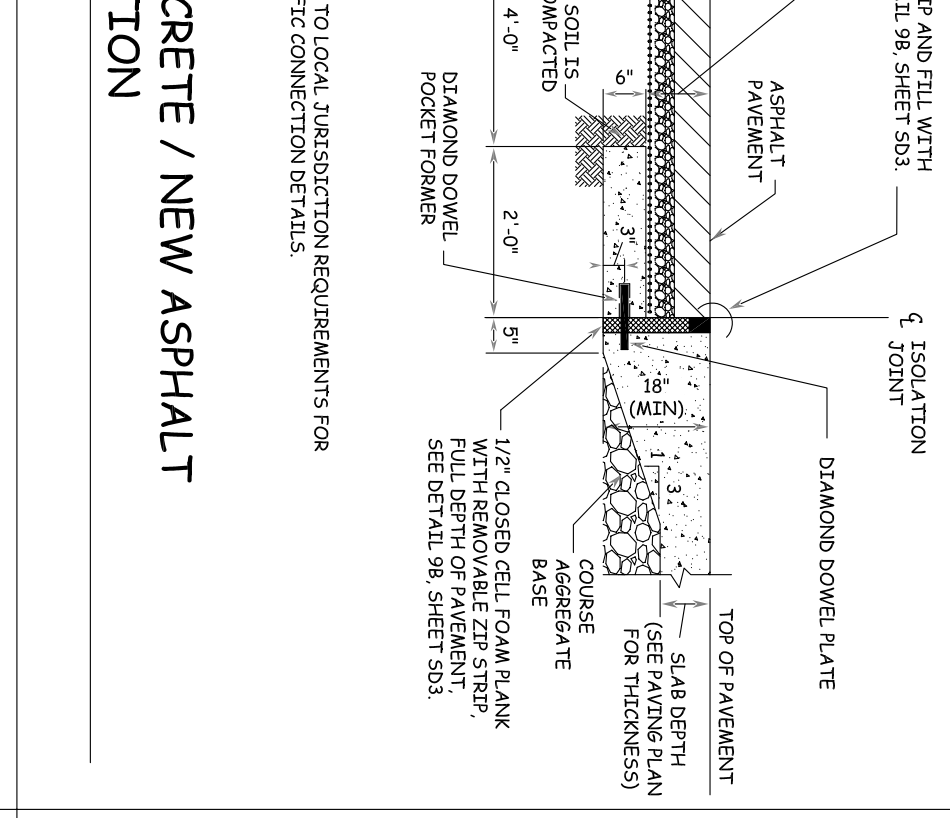 IP AND FILL WITH
AIL 9B, SHEET SD3.
ASPHALT
PAVEMENT
℄ ISOLATION
JOINT
DIAMOND DOWEL PLATE
TOP OF PAVEMENT
SLAB DEPTH
(SEE PAVING PLAN
FOR THICKNESS)
18"
(MIN)
1
3
6"
3"
SOIL IS
OMPACTED
4'-0"
2'-0"
5"
COURSE
AGGREGATE
BASE
DIAMOND DOWEL
POCKET FORMER
1/2" CLOSED CELL FOAM PLANK
WITH REMOVABLE ZIP STRIP,
FULL DEPTH OF PAVEMENT,
SEE DETAIL 9B, SHEET SD3.
TO LOCAL JURISDICTION REQUIREMENTS FOR
FIC CONNECTION DETAILS.
CRETE / NEW ASPHALT
TION